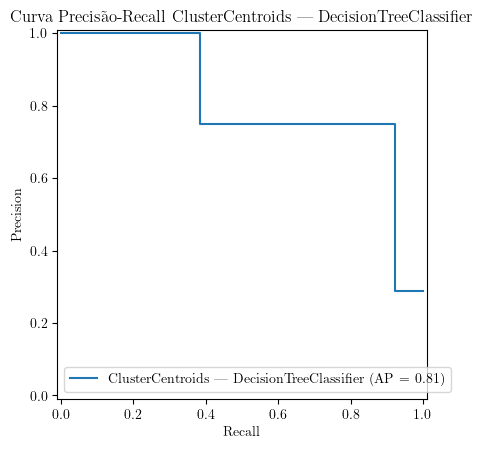 Curva Precisão-Recall ClusterCentroids — DecisionTreeClassifier
1.0
0.8
0.6
0.4
0.2
0.0
Precision
ClusterCentroids — DecisionTreeClassifier (AP = 0.81)
0.0 0.2 0.4 0.6 0.8 1.0
Recall